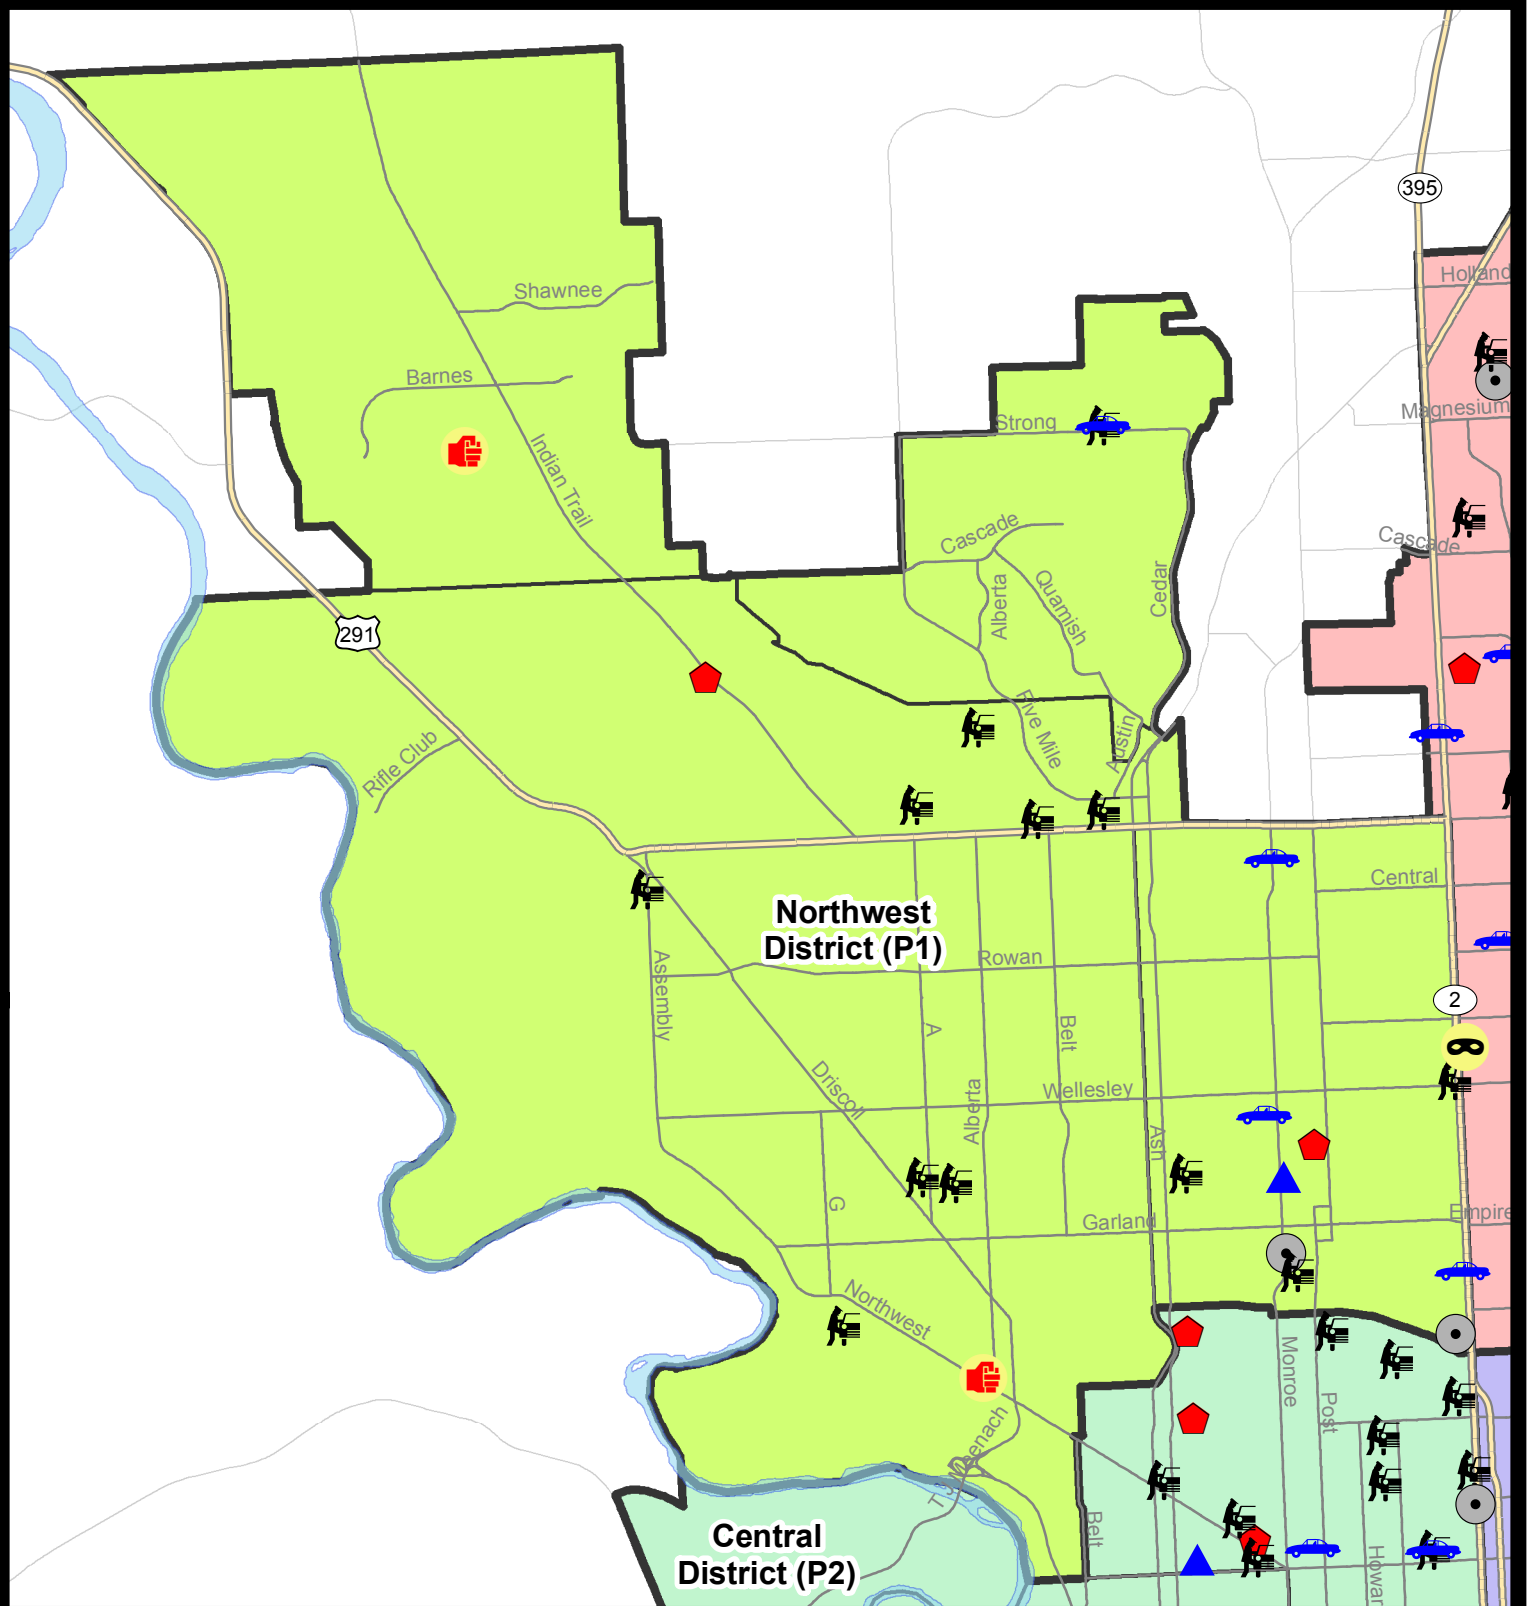 395
Holland
Shawnee
Barnes
Magnesium
Strong
Indian Trail
Cascade
Cascade
Alberta
Quamish
Cedar
291
Five Mile
Austin
Rifle Club
Central
Northwest
District (P1)
Rowan
Assembly
A
Belt
2
Driscoll
Wellesley
Alberta
Ash
G
Garland
Empire
Northwest
Monroe
Post
Belt
Central
District (P2)
Howar